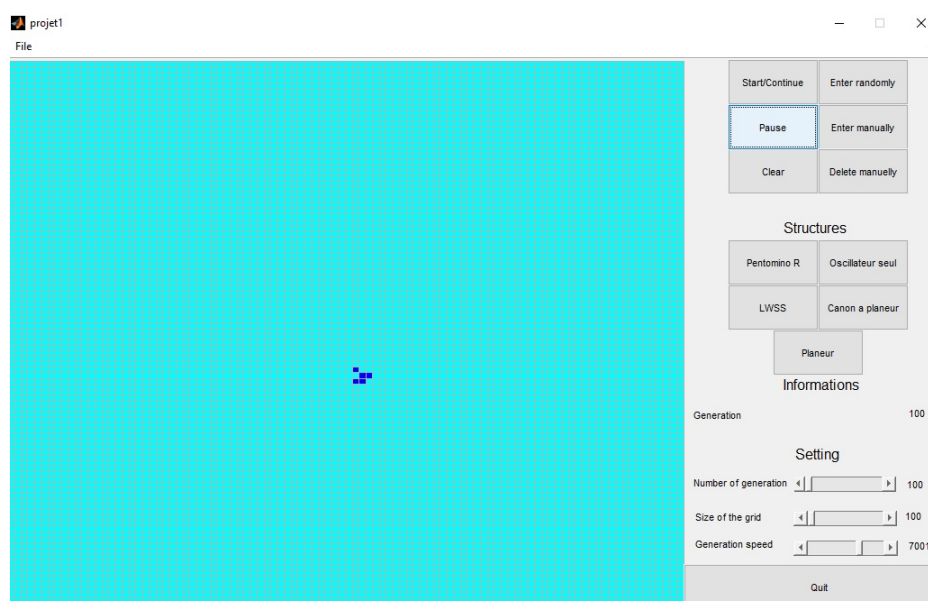 projet1
File
Start/Continue
Enter randomly
Pause
Enter manually
Clear
Delete manuelly
Structures
Pentomino R
Oscillateur seul
LWSS
Canon a planeur
Planeur
Informations
Generation 100
Setting
Number of generation 100
Size of the grid 100
Generation speed 7001
Quit